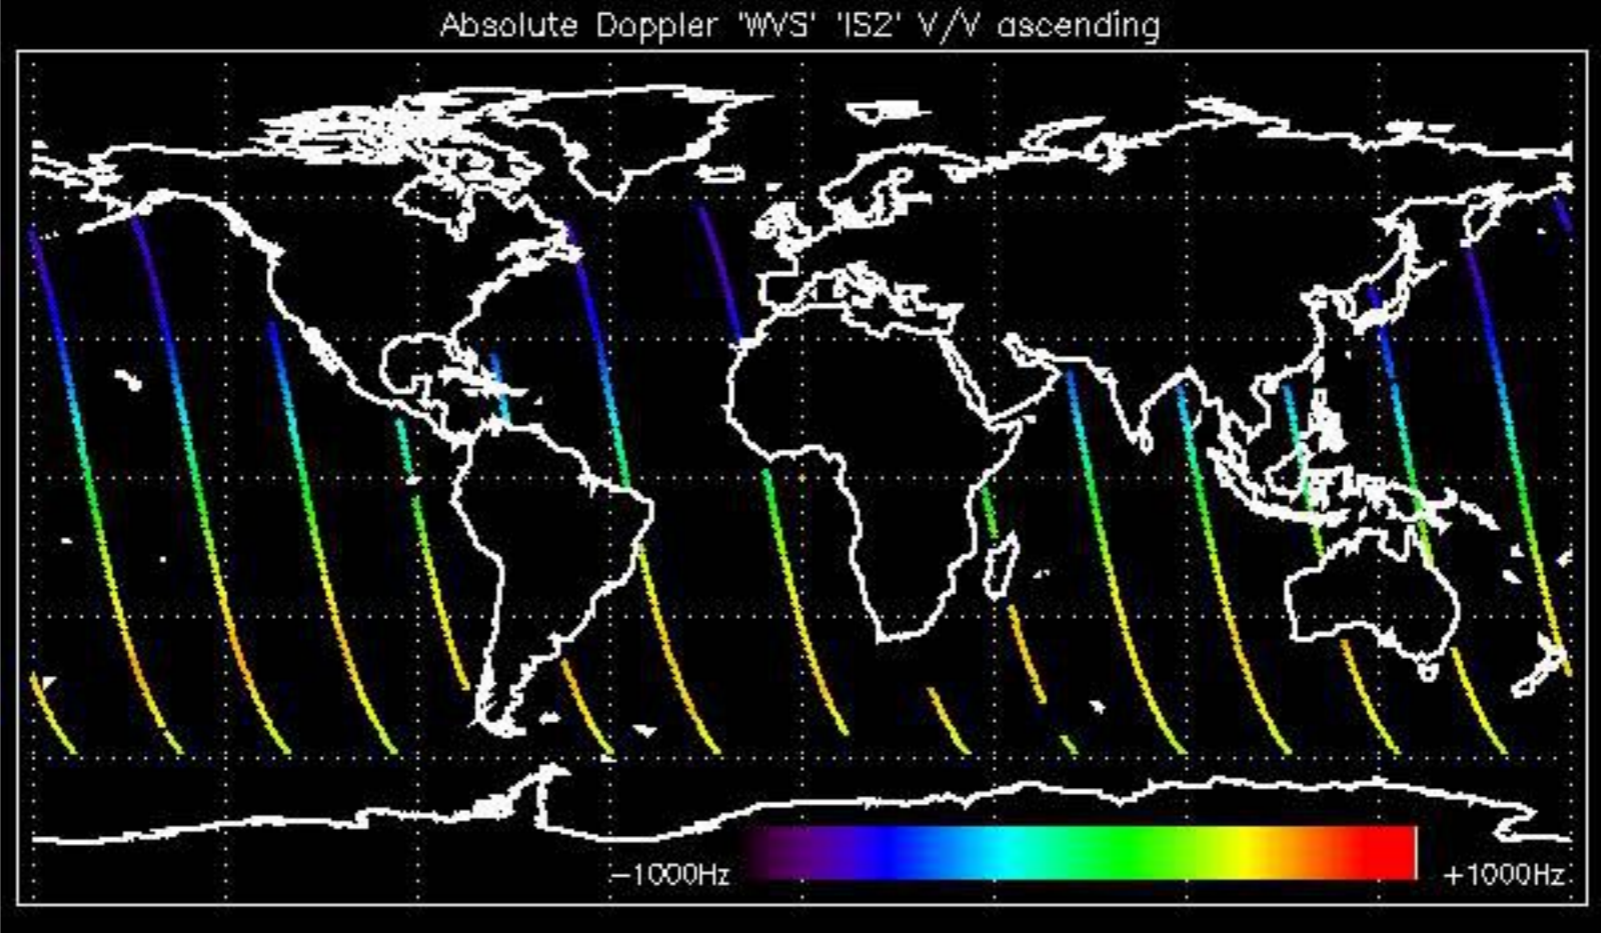 Absolute Doppler 'WVS' 'IS2' V/V ascending
-1000Hz +1000Hz